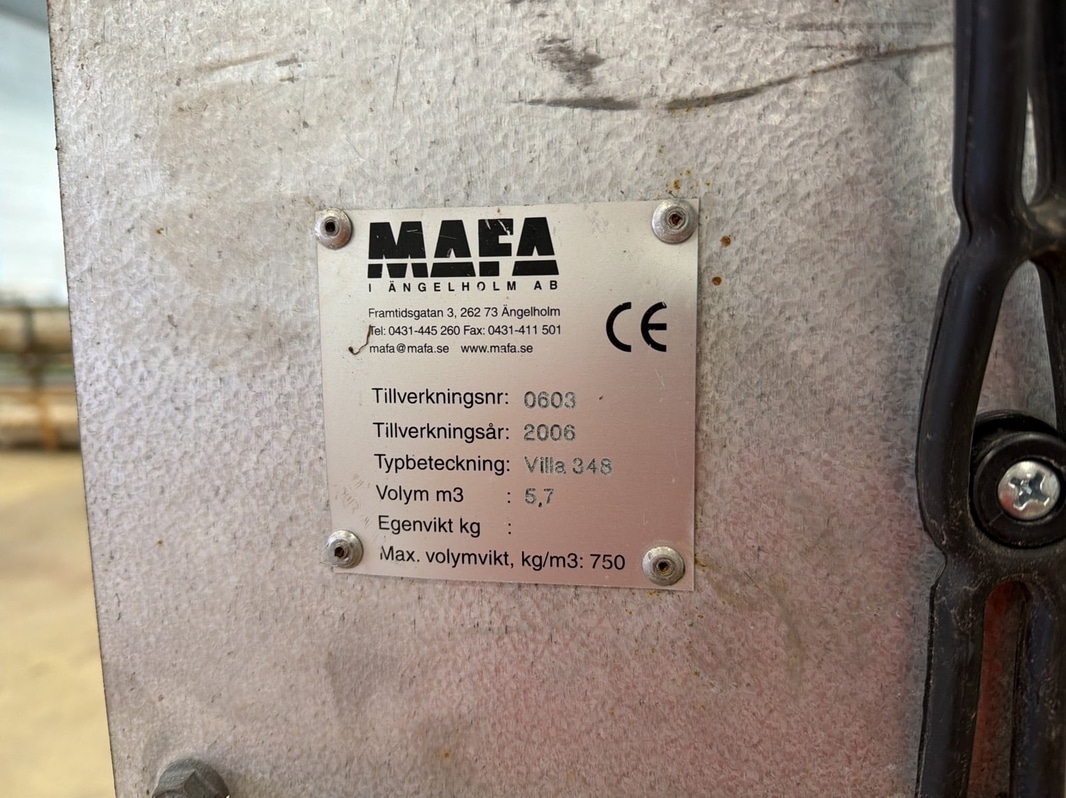 MAFA
I ÄNGELHOLM AB
Framtidsgatan 3, 262 73 Ängelholm
Tel: 0431-445 260 Fax: 0431-411 501
mafa@mafa.se www.mafa.se
CE
Tillverkningsnr: 0603
Tillverkningsår: 2006
Typbeteckning: Villa 348
Volym m3 : 5,7
Egenvikt kg :
Max. volymvikt, kg/m3: 750